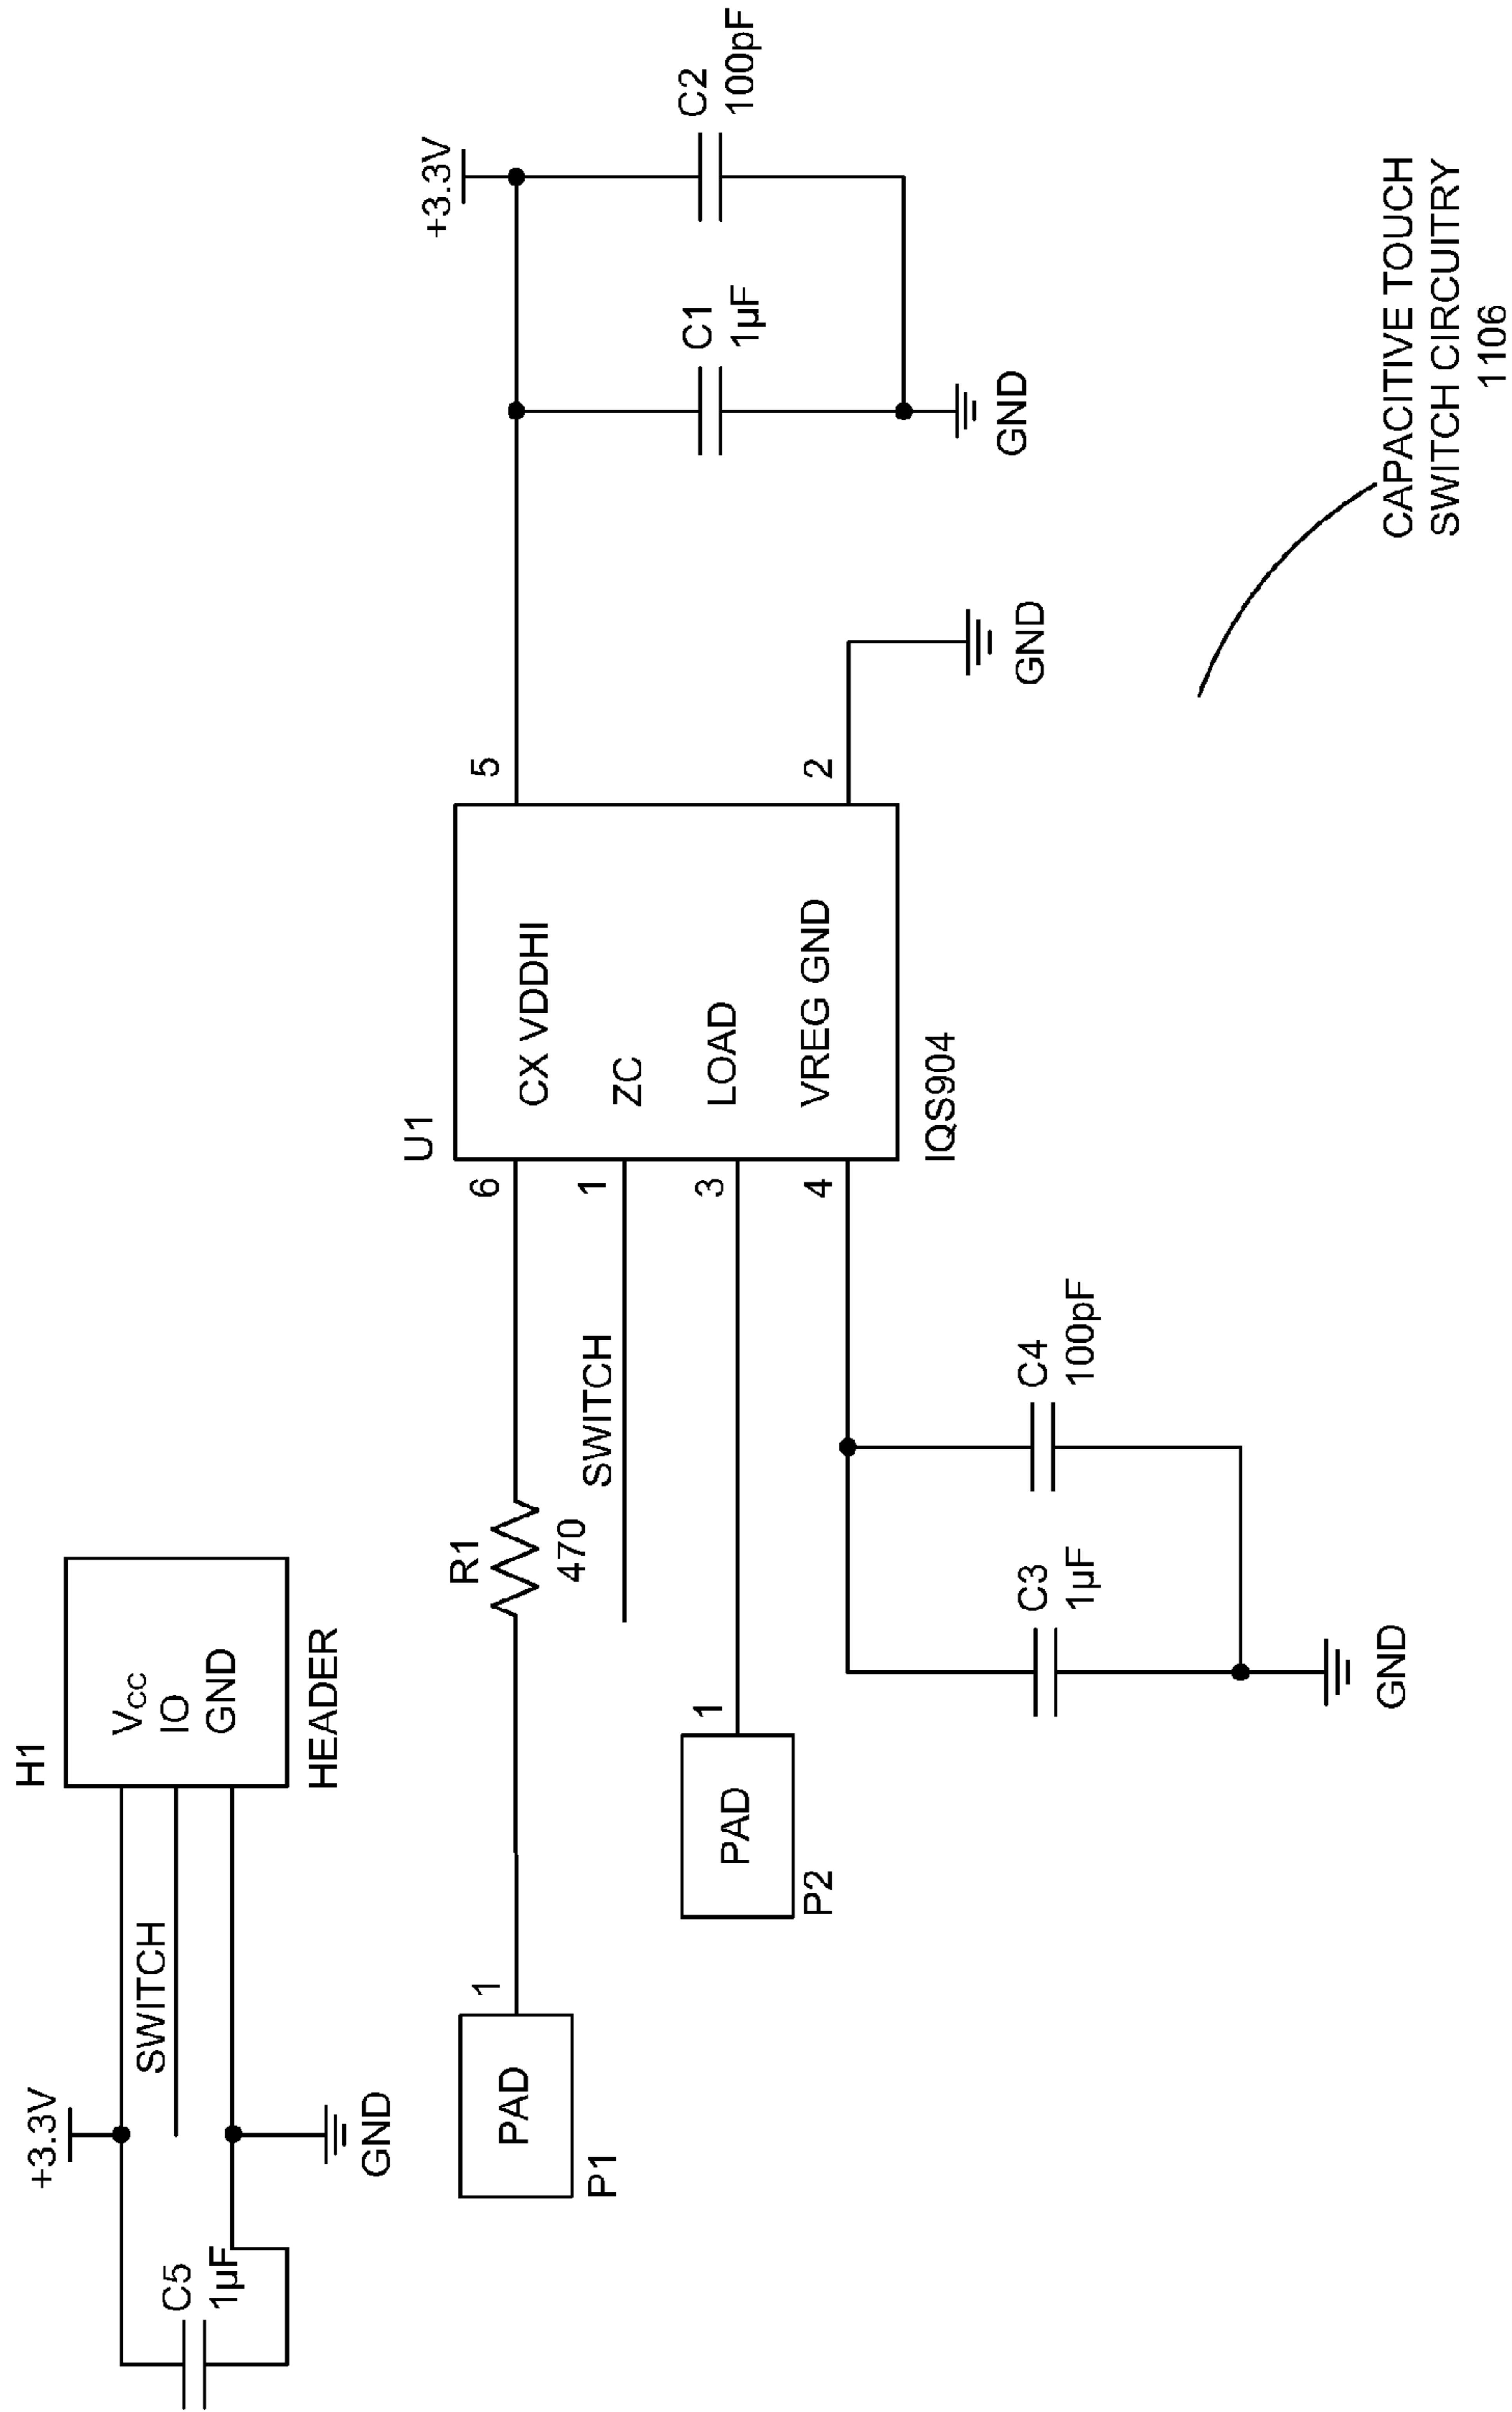 H1
+3.3V
SWITCH
V_CC
IO
GND
HEADER
C5
1µF
GND
P1
PAD
1
R1
470
SWITCH
PAD
P2
1
U1
6
1
3
4
CX VDDHI
ZC
LOAD
VREG GND
IQS904
5
2
GND
+3.3V
C1
1µF
C2
100pF
GND
C3
1µF
C4
100pF
GND
CAPACITIVE TOUCH
SWITCH CIRCUITRY
1106